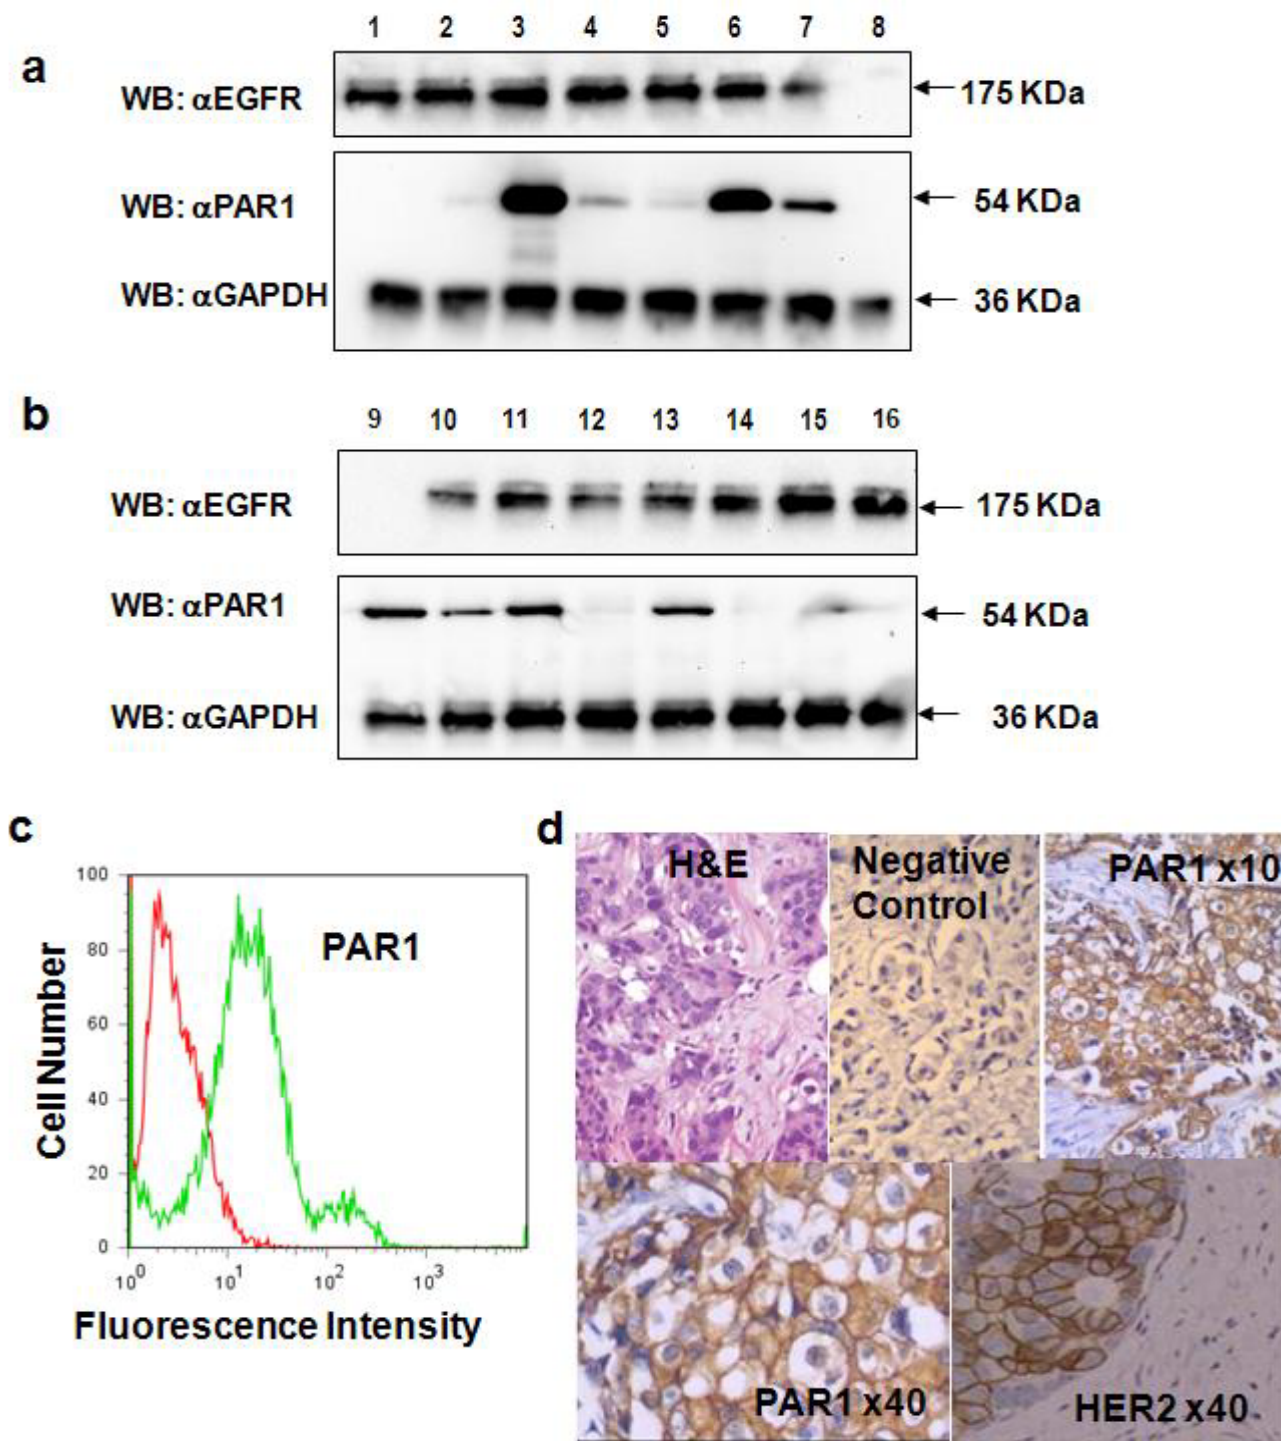 a
1 2 3 4 5 6 7 8
WB: αEGFR
175 KDa
WB: αPAR1
54 KDa
WB: αGAPDH
36 KDa
b
9 10 11 12 13 14 15 16
WB: αEGFR
175 KDa
WB: αPAR1
54 KDa
WB: αGAPDH
36 KDa
c
100
80
60
40
20
0
10⁰ 10¹ 10² 10³
Cell Number
PAR1
Fluorescence Intensity
d
H&E
Negative
Control
PAR1 x10
PAR1 x40
HER2 x40